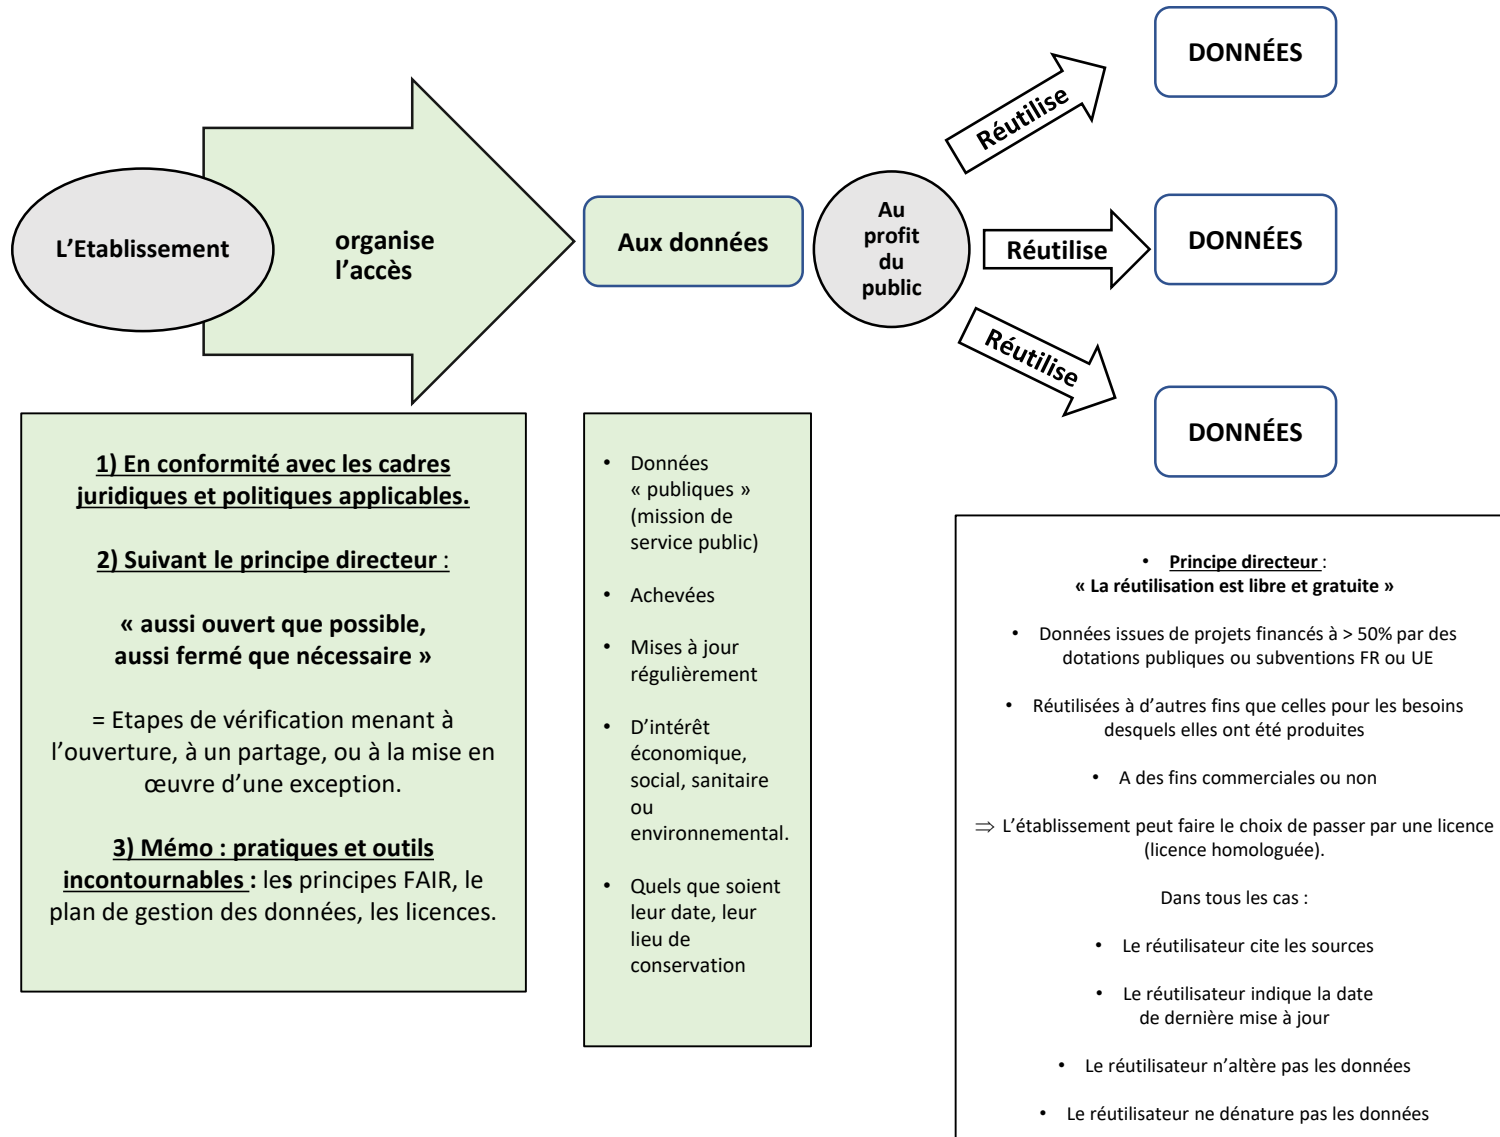 L'Etablissement
organise
l'accès
Aux données
Au
profit
du
public
Réutilise
DONNÉES
Réutilise
DONNÉES
Réutilise
DONNÉES
1) En conformité avec les cadres
juridiques et politiques applicables.
2) Suivant le principe directeur :
« aussi ouvert que possible,
aussi fermé que nécessaire »
= Etapes de vérification menant à
l'ouverture, à un partage, ou à la mise en
œuvre d'une exception.
3) Mémo : pratiques et outils
incontournables : les principes FAIR, le
plan de gestion des données, les licences.
• Données
« publiques »
(mission de
service public)
• Achevées
• Mises à jour
régulièrement
• D'intérêt
économique,
social, sanitaire
ou
environnemental.
• Quels que soient
leur date, leur
lieu de
conservation
• Principe directeur :
« La réutilisation est libre et gratuite »
• Données issues de projets financés à > 50% par des
dotations publiques ou subventions FR ou UE
• Réutilisées à d'autres fins que celles pour les besoins
desquels elles ont été produites
• A des fins commerciales ou non
⇒ L'établissement peut faire le choix de passer par une licence
(licence homologuée).
Dans tous les cas :
• Le réutilisateur cite les sources
• Le réutilisateur indique la date
de dernière mise à jour
• Le réutilisateur n'altère pas les données
• Le réutilisateur ne dénature pas les données